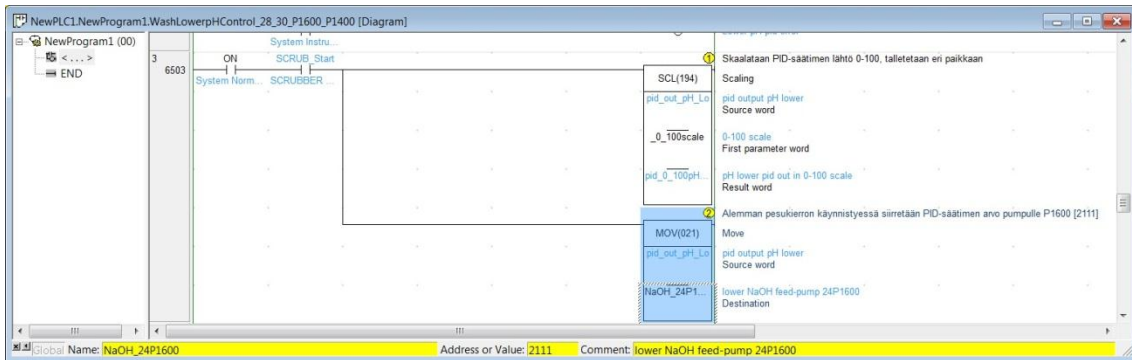 NewPLC1.NewProgram1.WashLowerpHControl_28_30_P1600_P1400 [Diagram]
NewProgram1 (00)
< . . . >
END
System Instru...
3
6503
ON
SCRUB_Start
System Norm...
SCRUBBER ...
1
Skaalataan PID-säätimen lähtö 0-100, talletetaan eri paikkaan
SCL(194)
Scaling
pid_out_pH_Lo
pid output pH lower
Source word
_0_100scale
0-100 scale
First parameter word
pid_0_100pH...
pH lower pid out in 0-100 scale
Result word
2
Alemman pesukierron käynnistyessä siirretään PID-säätimen arvo pumpulle P1600 [2111]
MOV(021)
Move
pid_out_pH_Lo
pid output pH lower
Source word
NaOH_24P1...
lower NaOH feed-pump 24P1600
Destination
Global
Name: NaOH_24P1600
Address or Value: 2111
Comment: lower NaOH feed-pump 24P1600